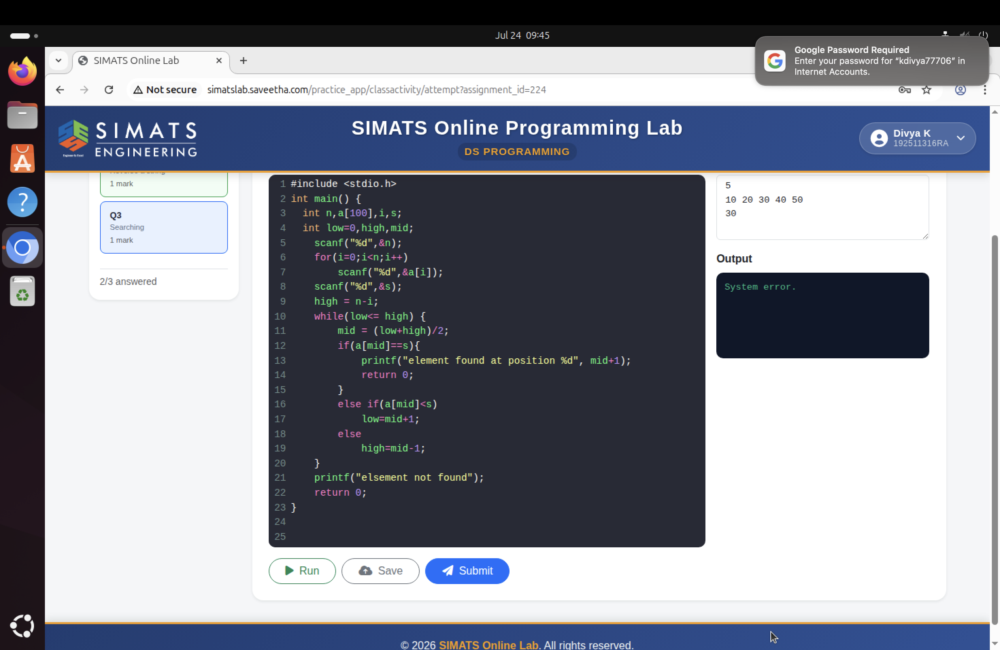 Jul 24 09:45
SIMATS Online Lab
Google Password Required
Enter your password for “kdivya77706” in
Internet Accounts.
Not secure simatslab.saveetha.com/practice_app/classactivity/attempt?assignment_id=224
SIMATS
ENGINEERING
Engineer to Excel
SIMATS Online Programming Lab
DS PROGRAMMING
Divya K
192511316RA
1 mark
Q3
Searching
1 mark
2/3 answered
1 #include <stdio.h>
2 int main() {
3 int n,a[100],i,s;
4 int low=0,high,mid;
5 scanf("%d",&n);
6 for(i=0;i<n;i++)
7 scanf("%d",&a[i]);
8 scanf("%d",&s);
9 high = n-i;
10 while(low<= high) {
11 mid = (low+high)/2;
12 if(a[mid]==s){
13 printf("element found at position %d", mid+1);
14 return 0;
15 }
16 else if(a[mid]<s)
17 low=mid+1;
18 else
19 high=mid-1;
20 }
21 printf("elsement not found");
22 return 0;
23 }
24
25
5
10 20 30 40 50
30
Output
System error.
Run
Save
Submit
© 2026 SIMATS Online Lab. All rights reserved.